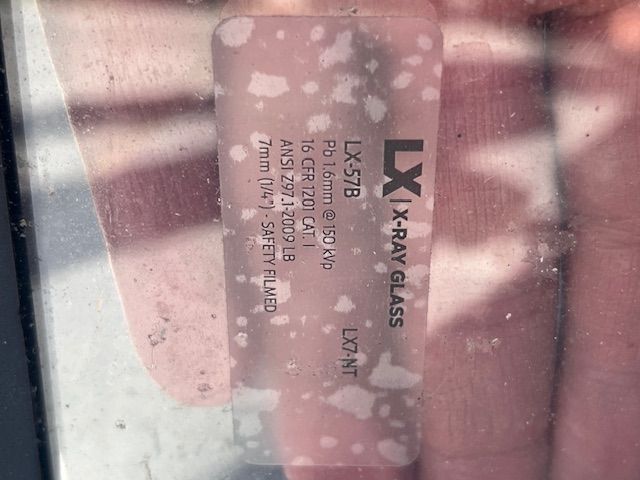 LX | X-RAY GLASS
LX-57B LX7-NT
Pb 1.6mm @ 150 kVp
16 CFR 1201 CAT. I
ANSI Z97.1-2009 LB
7mm (1/4") - SAFETY FILMED